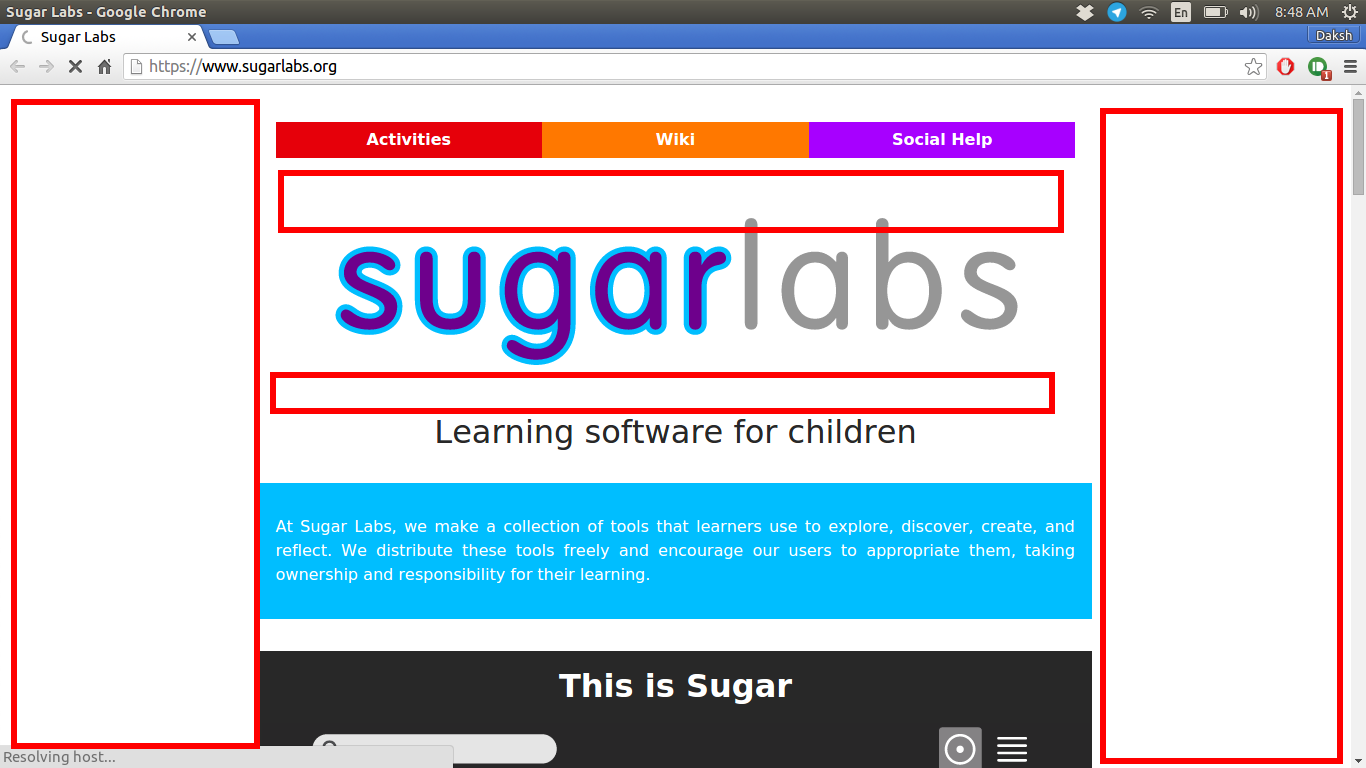 Sugar Labs - Google Chrome
En
8:48 AM
Sugar Labs
Daksh
https://www.sugarlabs.org
1
Activities
Wiki
Social Help
sugarlabs
Learning software for children
At Sugar Labs, we make a collection of tools that learners use to explore, discover, create, and
reflect. We distribute these tools freely and encourage our users to appropriate them, taking
ownership and responsibility for their learning.
This is Sugar
Resolving host...